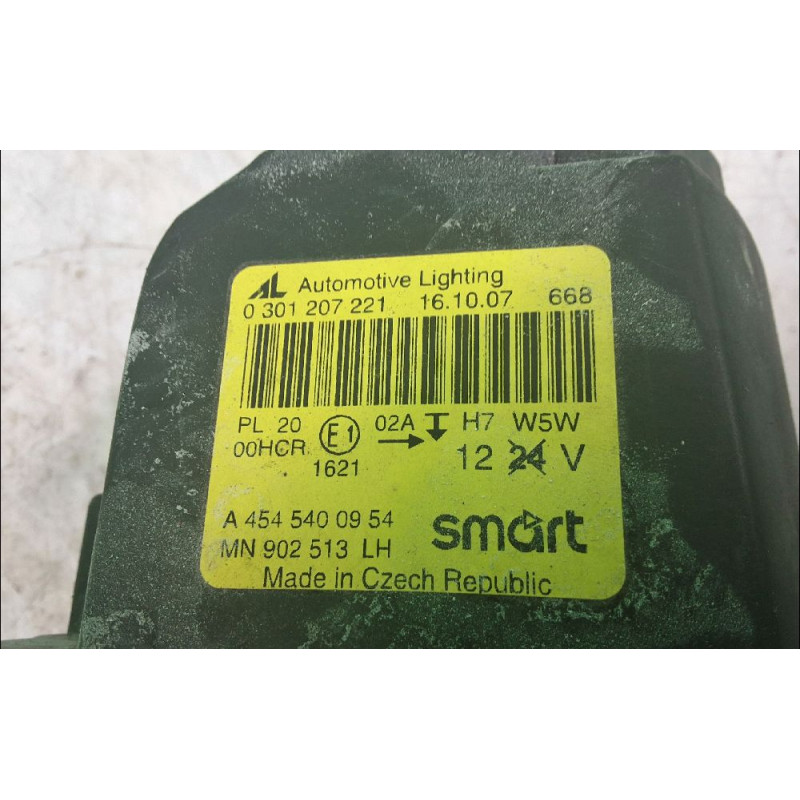 AL Automotive Lighting
0 301 207 221 16.10.07 668
PL 20 E1 02A H7 W5W
00HCR 1621 12 24 V
A 454 540 09 54 smart
MN 902 513 LH
Made in Czech Republic